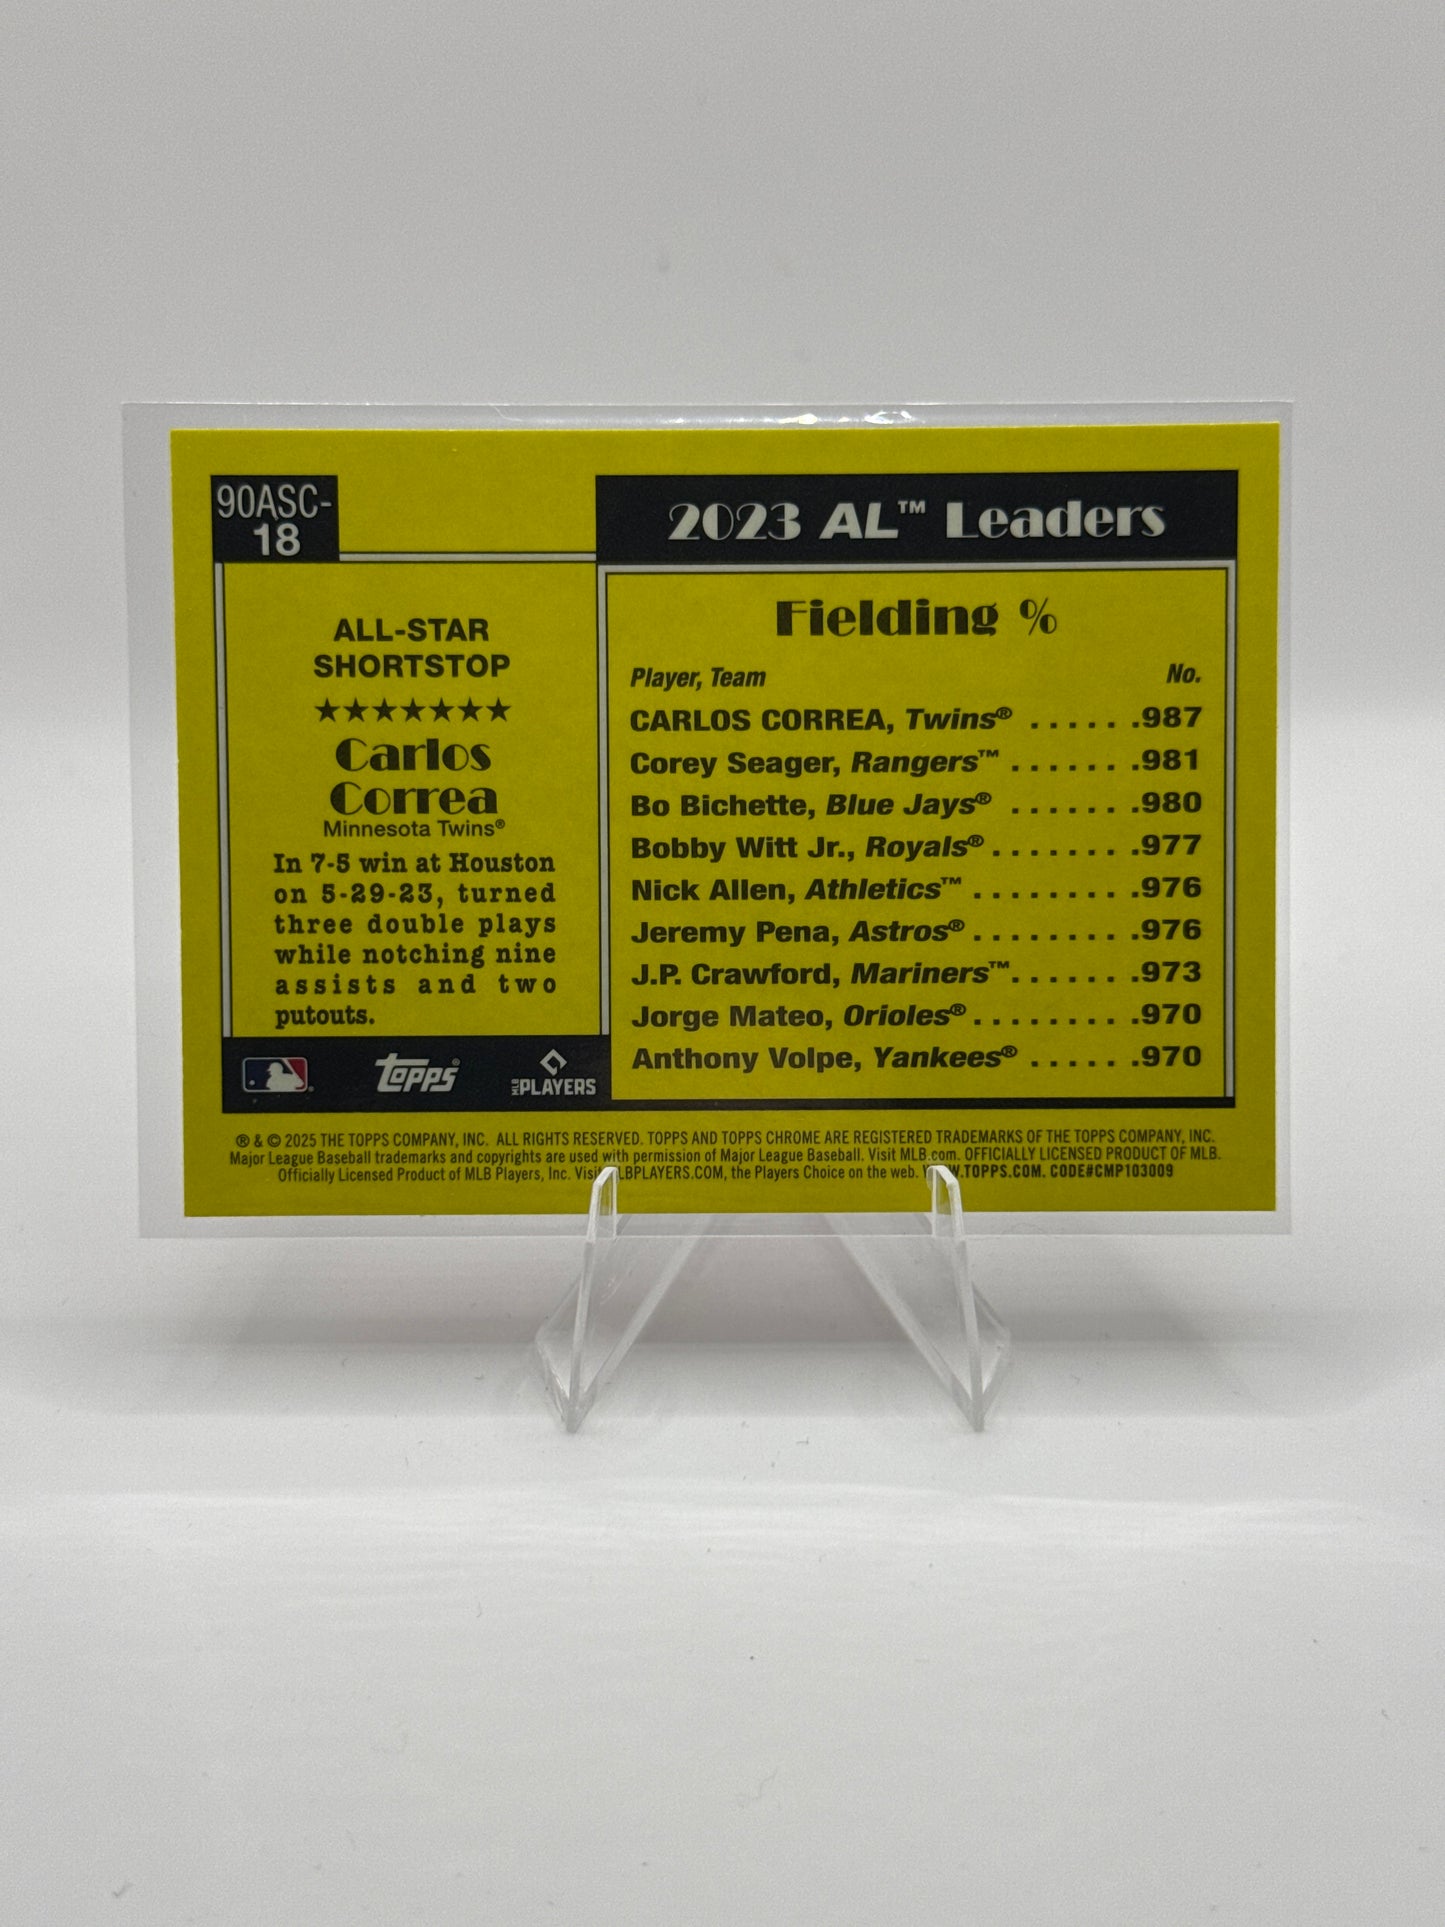 90ASC-
18
ALL-STAR
SHORTSTOP
★★★★★★★
Carlos
Correa
Minnesota Twins®
In 7-5 win at Houston
on 5-29-23, turned
three double plays
while notching nine
assists and two
putouts.
Topps®
MLB PLAYERS
2023 AL™ Leaders
Fielding %
Player, Team No.
CARLOS CORREA, Twins® . . . . . .987
Corey Seager, Rangers™ . . . . . . .981
Bo Bichette, Blue Jays® . . . . . . .980
Bobby Witt Jr., Royals® . . . . . . . .977
Nick Allen, Athletics™ . . . . . . . . .976
Jeremy Pena, Astros® . . . . . . . . .976
J.P. Crawford, Mariners™ . . . . . . .973
Jorge Mateo, Orioles® . . . . . . . . .970
Anthony Volpe, Yankees® . . . . . .970
® & © 2025 THE TOPPS COMPANY, INC. ALL RIGHTS RESERVED. TOPPS AND TOPPS CHROME ARE REGISTERED TRADEMARKS OF THE TOPPS COMPANY, INC.
Major League Baseball trademarks and copyrights are used with permission of Major League Baseball. Visit MLB.com. OFFICIALLY LICENSED PRODUCT OF MLB.
Officially Licensed Product of MLB Players, Inc. Visit MLBPLAYERS.COM, the Players Choice on the web. WWW.TOPPS.COM. CODE#CMP103009